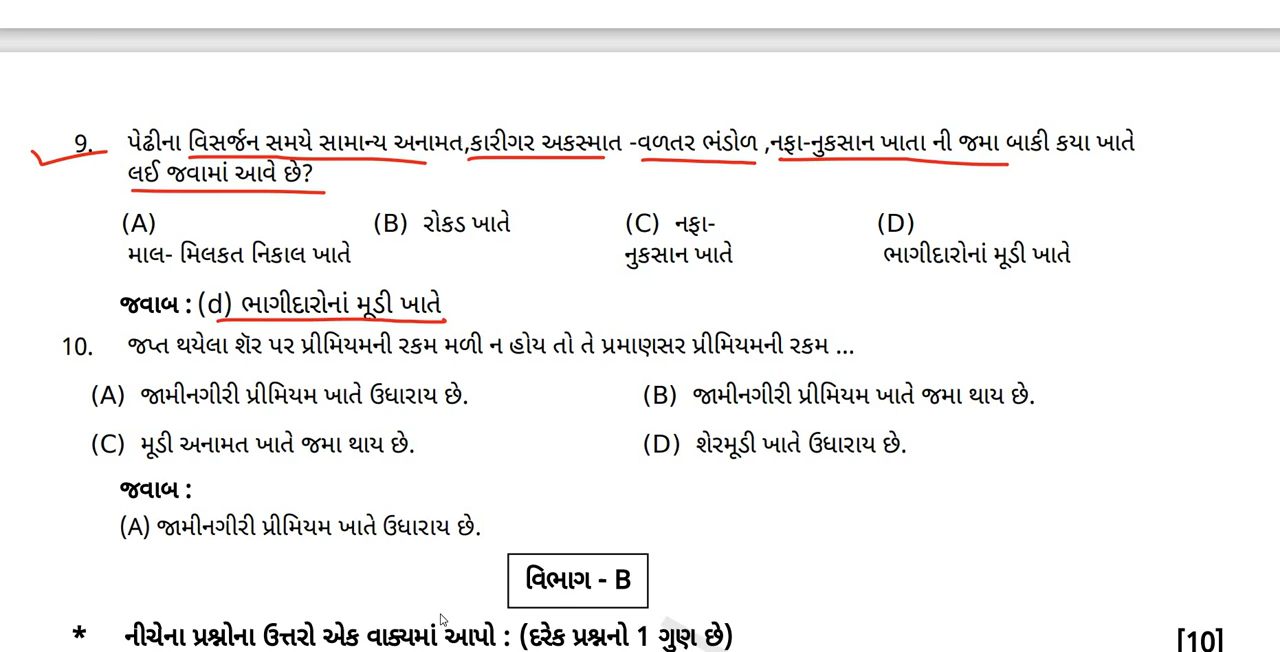 9. પેઢીના વિસર્જન સમયે સામાન્ય અનામત,કારીગર અકસ્માત -વળતર ભંડોળ ,નફા-નુકસાન ખાતા ની જમા બાકી કયા ખાતે
લઈ જવામાં આવે છે?
(A) (B) રોકડ ખાતે (C) નફા- (D)
માલ- મિલકત નિકાલ ખાતે નુકસાન ખાતે ભાગીદારોનાં મૂડી ખાતે
જવાબ : (d) ભાગીદારોનાં મૂડી ખાતે
10. જપ્ત થયેલા શૅર પર પ્રીમિયમની રકમ મળી ન હોય તો તે પ્રમાણસર પ્રીમિયમની રકમ ...
(A) જામીનગીરી પ્રીમિયમ ખાતે ઉધારાય છે. (B) જામીનગીરી પ્રીમિયમ ખાતે જમા થાય છે.
(C) મૂડી અનામત ખાતે જમા થાય છે. (D) શેરમૂડી ખાતે ઉધારાય છે.
જવાબ :
(A) જામીનગીરી પ્રીમિયમ ખાતે ઉધારાય છે.
વિભાગ - B
* નીચેના પ્રશ્નોના ઉત્તરો એક વાક્યમાં આપો : (દરેક પ્રશ્નનો 1 ગુણ છે) [10]